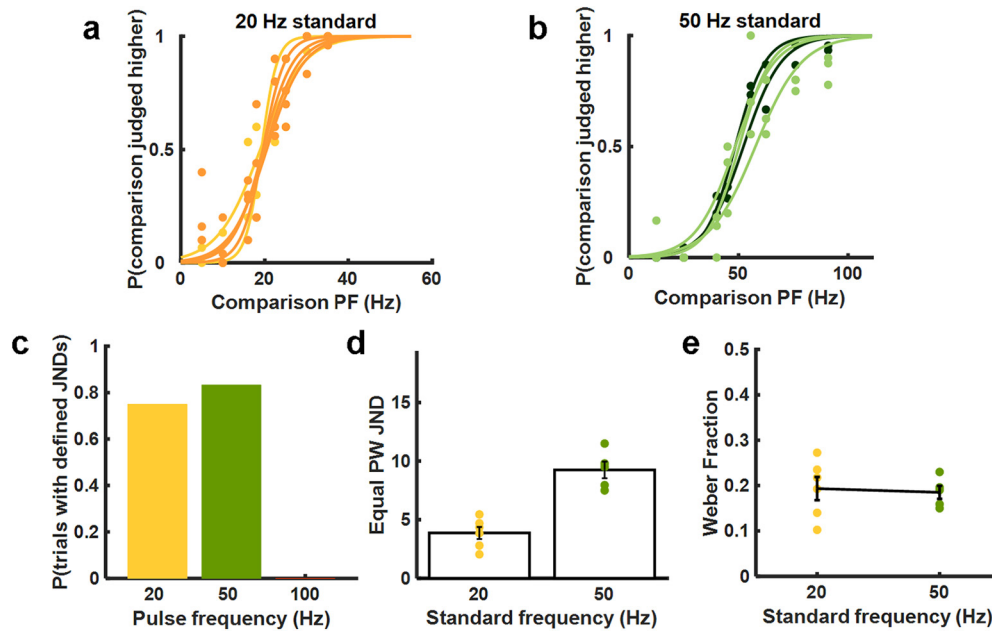 a
20 Hz standard
P(comparison judged higher)
1
0.5
0
0
20
40
60
Comparison PF (Hz)
b
50 Hz standard
P(comparison judged higher)
1
0.5
0
0
50
100
Comparison PF (Hz)
c
P(trials with defined JNDs)
1
0.8
0.6
0.4
0.2
0
20
50
100
Pulse frequency (Hz)
d
Equal PW JND
15
10
5
0
20
50
Standard frequency (Hz)
e
Weber Fraction
0.5
0.4
0.3
0.2
0.1
0
20
50
Standard frequency (Hz)